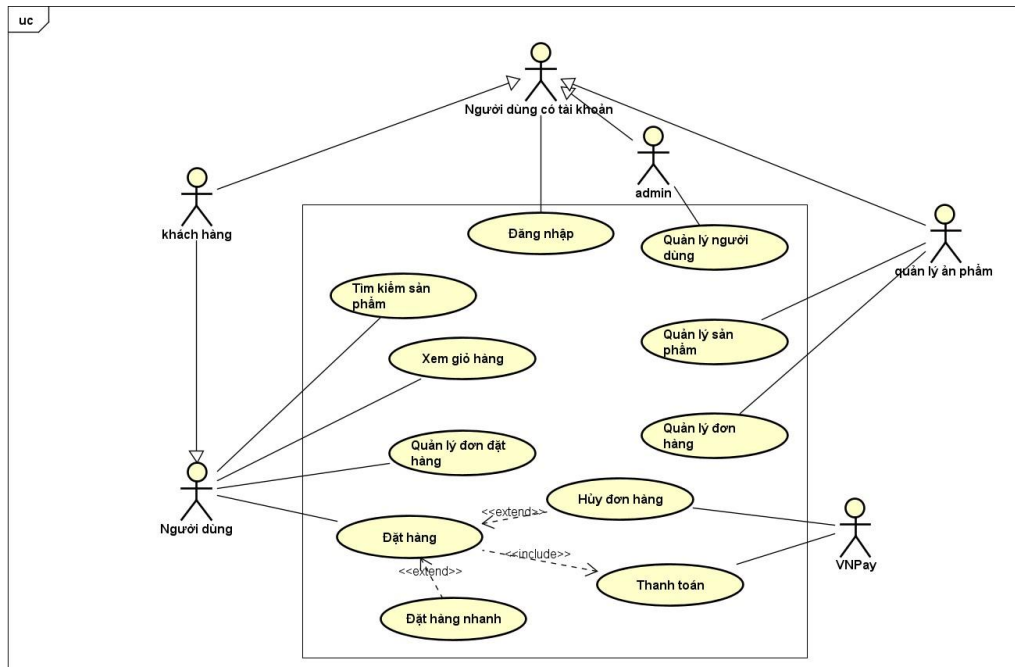 uc
Người dùng có tài khoản
admin
khách hàng
Đăng nhập
Quản lý người
dùng
quản lý ản phẩm
Tìm kiếm sản
phẩm
Quản lý sản
phẩm
Xem giỏ hàng
Quản lý đơn
hàng
Quản lý đơn đặt
hàng
Người dùng
Hủy đơn hàng
<<extend>>
Đặt hàng
<<include>>
VNPay
<<extend>>
Thanh toán
Đặt hàng nhanh